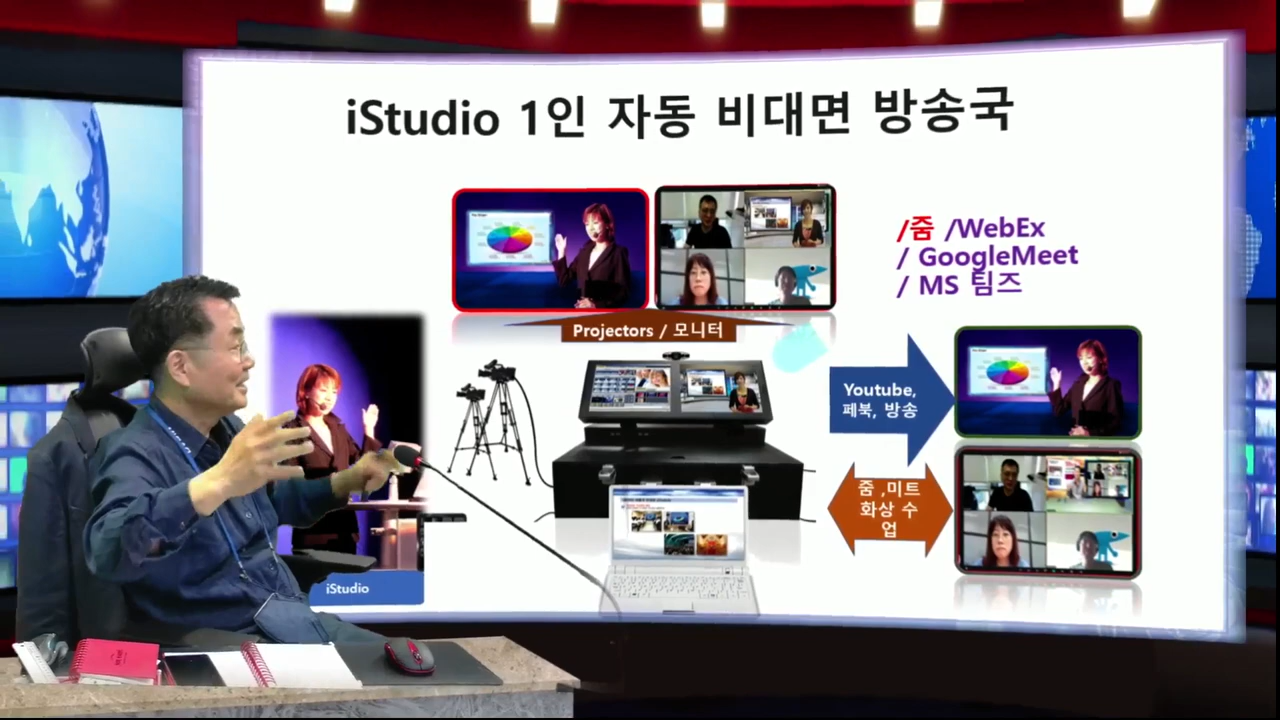 iStudio 1인 자동 비대면 방송국
/줌 /WebEx
/ GoogleMeet
/ MS 팀즈
Projectors / 모니터
Youtube,
페북, 방송
줌 ,미트
화상 수
업
iStudio